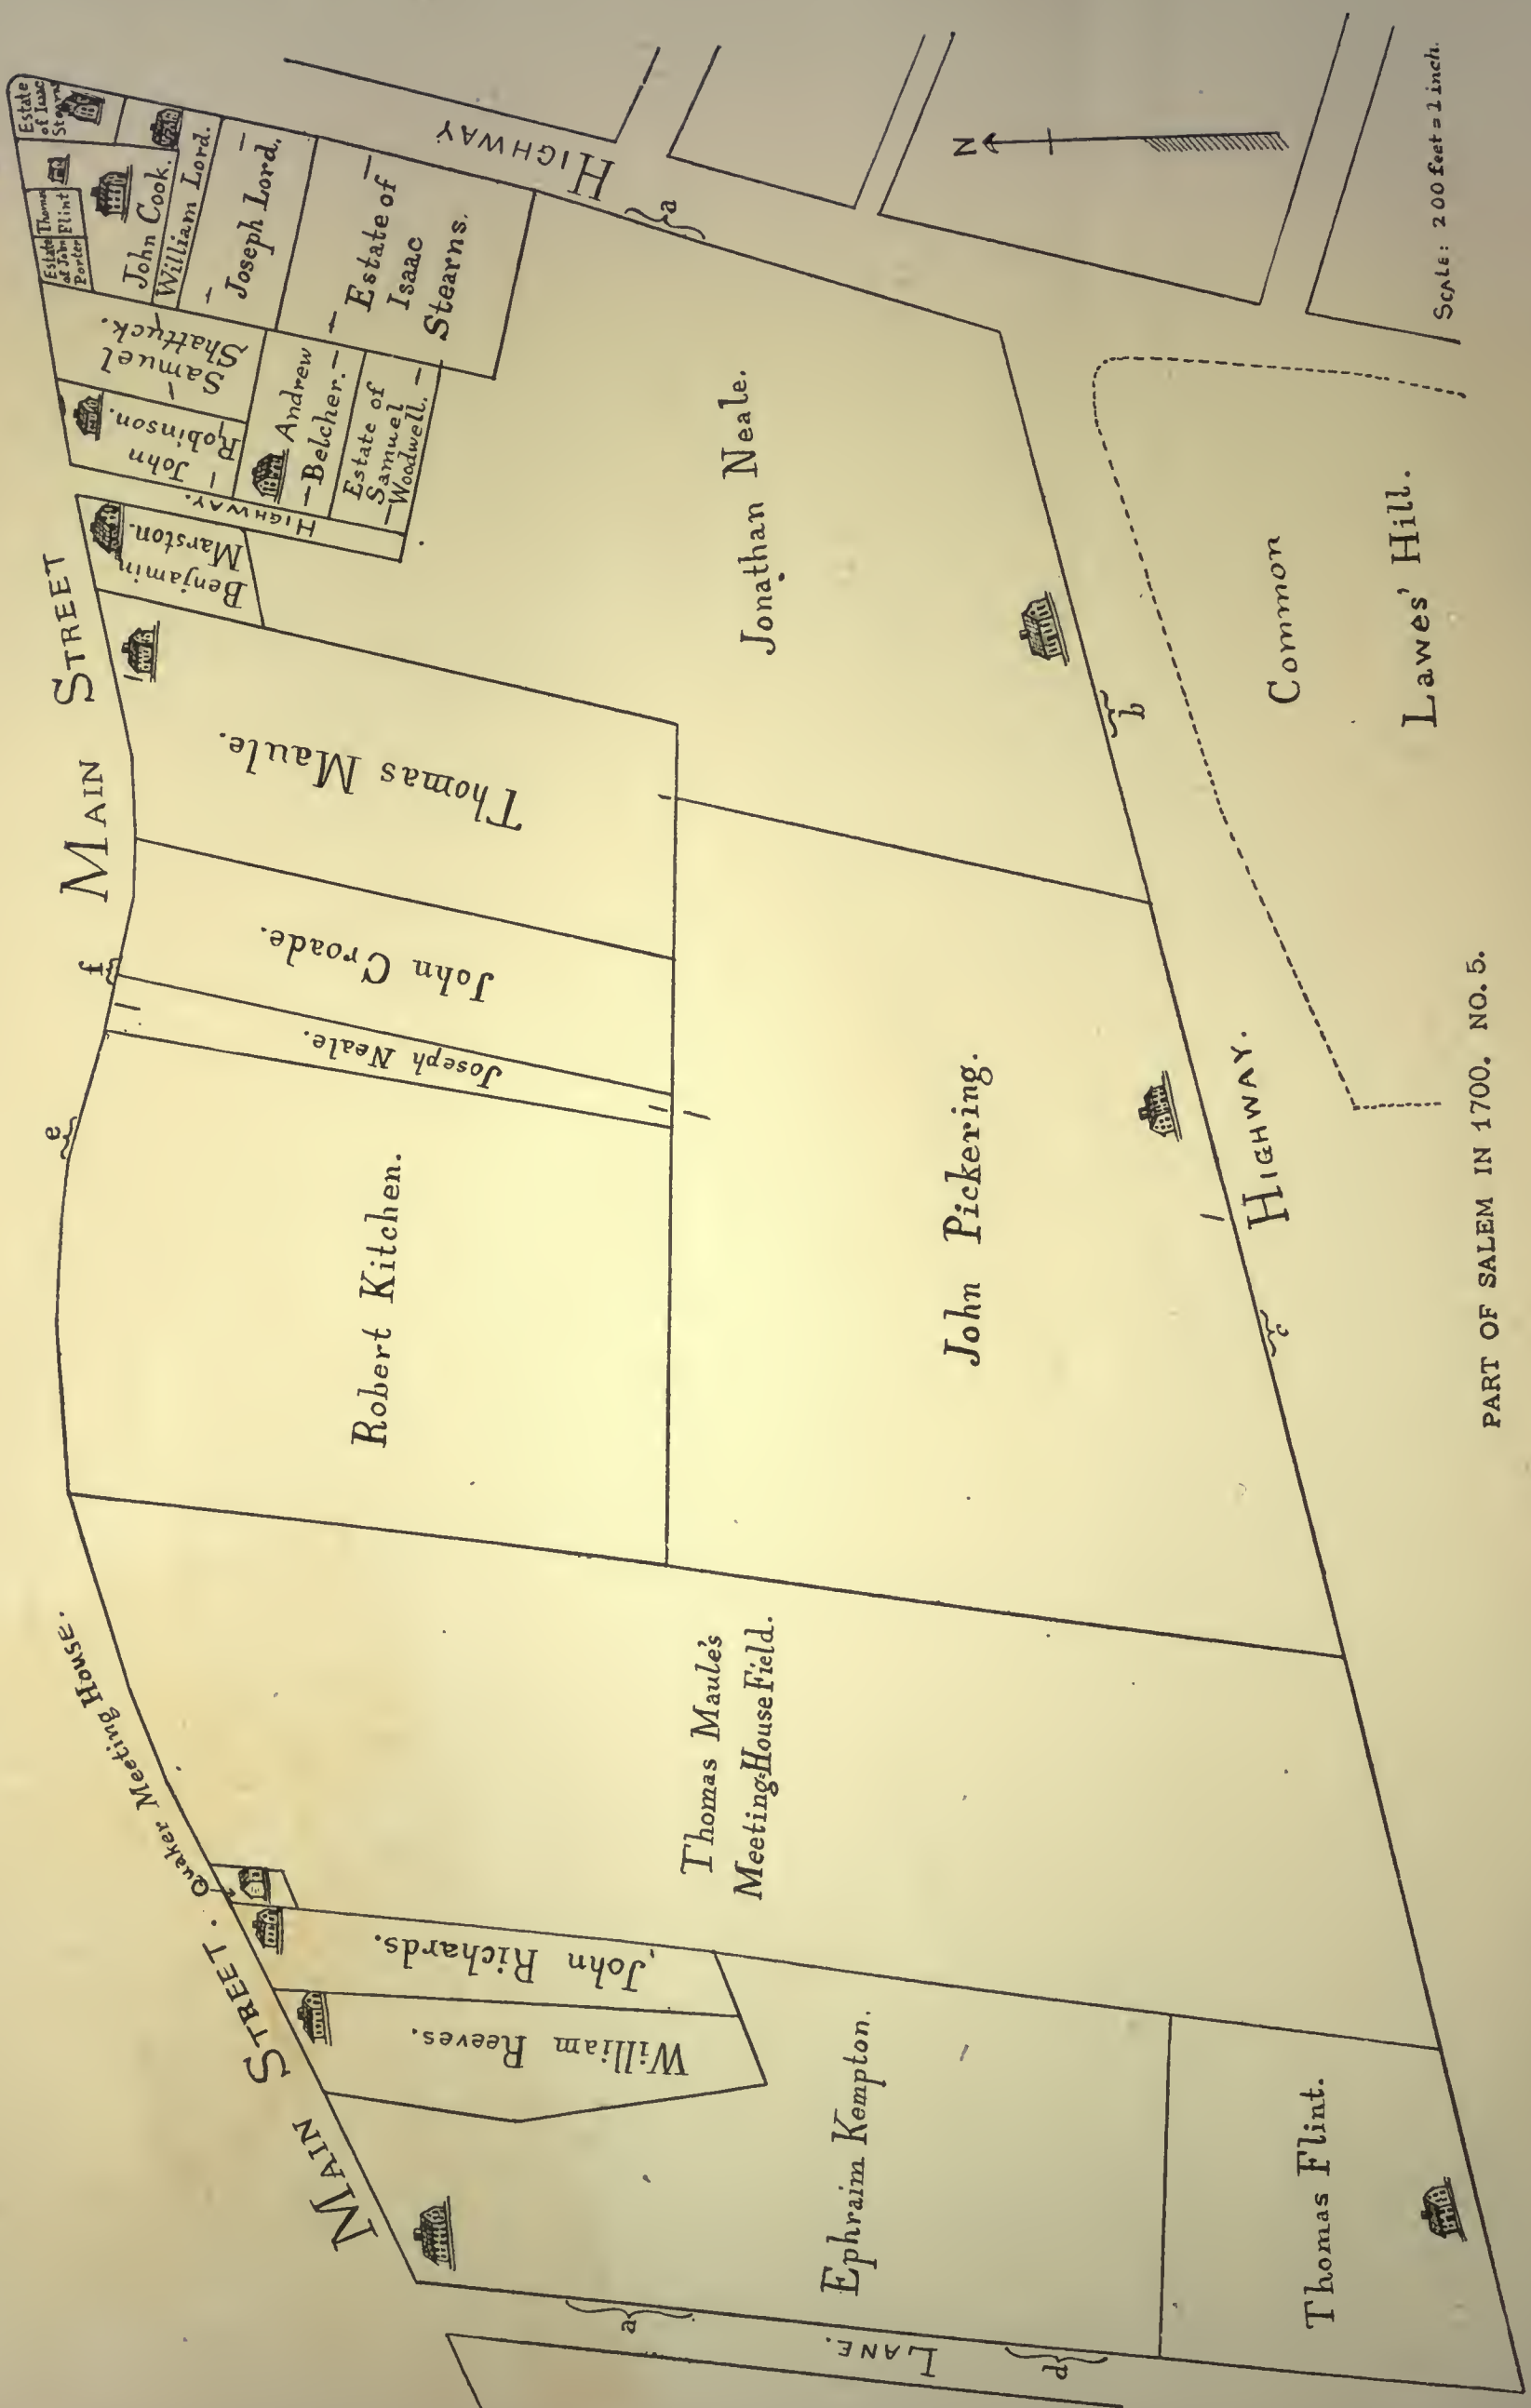 MAIN STREET
MAIN STREET.
Quaker Meeting House.
Estate
of Isaac
Stearns
Thomas
Flint
Estate
of John
Porter
John Cook.
William Lord.
Joseph Lord.
Estate of
Isaac
Stearns.
Samuel
Shattuck.
John
Robinson.
Andrew
Belcher.
Estate of
Samuel
Woodwell.
HIGHWAY.
Benjamin
Marston.
Thomas Maule.
John Croade.
Joseph Neale.
Robert Kitchen.
Jonathan Neale.
John Pickering.
Thomas Maule's
Meeting-House Field.
John Richards.
William Reeves.
Ephraim Kempton.
Thomas Flint.
HIGHWAY
HIGHWAY.
LANE.
Common
Lawes' Hill.
a
b
c
d
a
e
f
N
SCALE: 200 feet = 1 inch.
PART OF SALEM IN 1700. NO. 5.